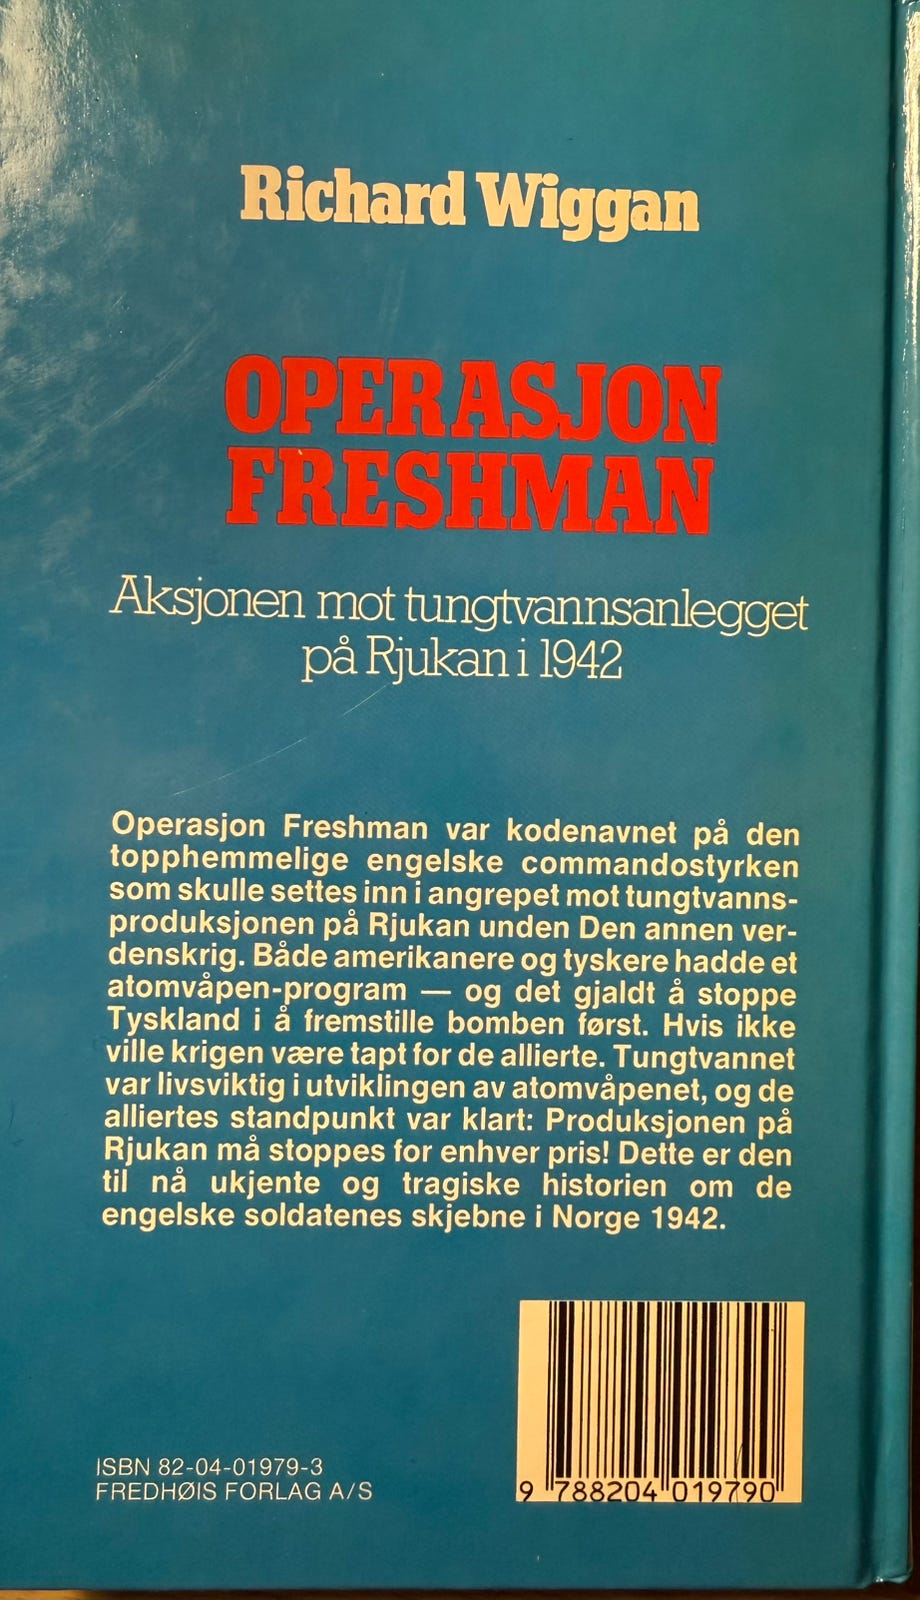 Richard Wiggan
OPERASJON
FRESHMAN
Aksjonen mot tungtvannsanlegget
på Rjukan i 1942
Operasjon Freshman var kodenavnet på den
topphemmelige engelske commandostyrken
som skulle settes inn i angrepet mot tungtvanns-
produksjonen på Rjukan unden Den annen ver-
denskrig. Både amerikanere og tyskere hadde et
atomvåpen-program — og det gjaldt å stoppe
Tyskland i å fremstille bomben først. Hvis ikke
ville krigen være tapt for de allierte. Tungtvannet
var livsviktig i utviklingen av atomvåpenet, og de
alliertes standpunkt var klart: Produksjonen på
Rjukan må stoppes for enhver pris! Dette er den
til nå ukjente og tragiske historien om de
engelske soldatenes skjebne i Norge 1942.
ISBN 82-04-01979-3
FREDHØIS FORLAG A/S
9 788204 019790